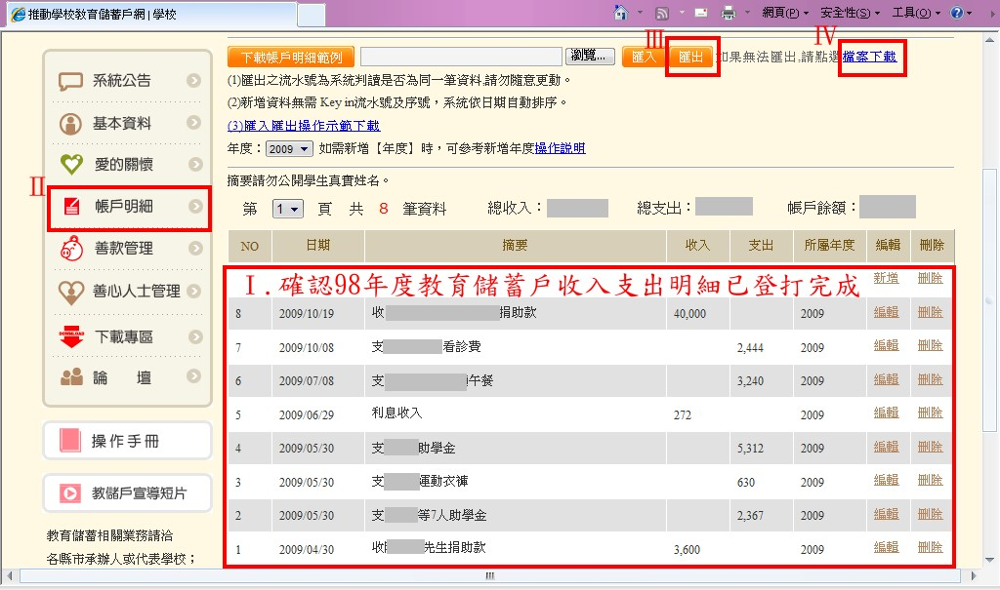 推動學校教育儲蓄戶網 | 學校
網頁(P) 安全性(S) 工具(O)
III
IV
下載帳戶明細範例 瀏覽... 匯入 匯出 如果無法匯出,請點選檔案下載
(1)匯出之流水號為系統判讀是否為同一筆資料,請勿隨意更動。
(2)新增資料無需 Key in流水號及序號，系統依日期自動排序。
(3)匯入匯出操作示範下載
年度： 2009 如需新增【年度】時，可參考新增年度操作說明
摘要請勿公開學生真實姓名。
第 1 頁 共 8 筆資料 總收入： 總支出： 帳戶餘額：
NO 日期 摘要 收入 支出 所屬年度 編輯 刪除
I.確認98年度教育儲蓄戶收入支出明細已登打完成 新增 刪除
8 2009/10/19 收 捐助款 40,000 2009 編輯 刪除
7 2009/10/08 支 看診費 2,444 2009 編輯 刪除
6 2009/07/08 支 午餐 3,240 2009 編輯 刪除
5 2009/06/29 利息收入 272 2009 編輯 刪除
4 2009/05/30 支 助學金 5,312 2009 編輯 刪除
3 2009/05/30 支 運動衣褲 630 2009 編輯 刪除
2 2009/05/30 支 等7人助學金 2,367 2009 編輯 刪除
1 2009/04/30 收 先生捐助款 3,600 2009 編輯 刪除
系統公告
基本資料
愛的關懷
II
帳戶明細
善款管理
善心人士管理
DOWNLOAD
下載專區
論 壇
操作手冊
教儲戶宣導短片
教育儲蓄相關業務請洽
各縣市承辦人或代表學校；